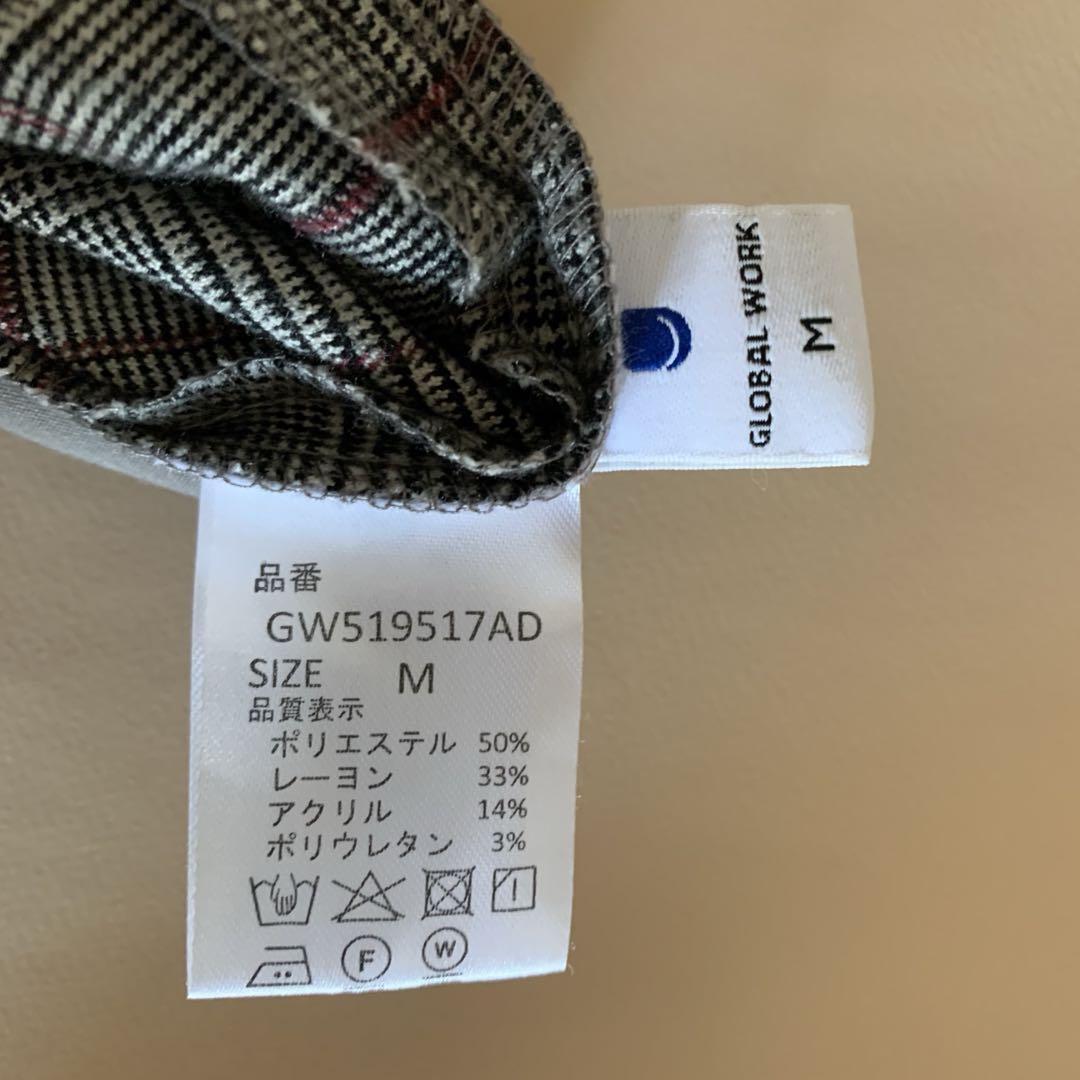 GLOBAL WORK
M
品番
GW519517AD
SIZE M
品質表示
ポリエステル 50%
レーヨン 33%
アクリル 14%
ポリウレタン 3%
F W